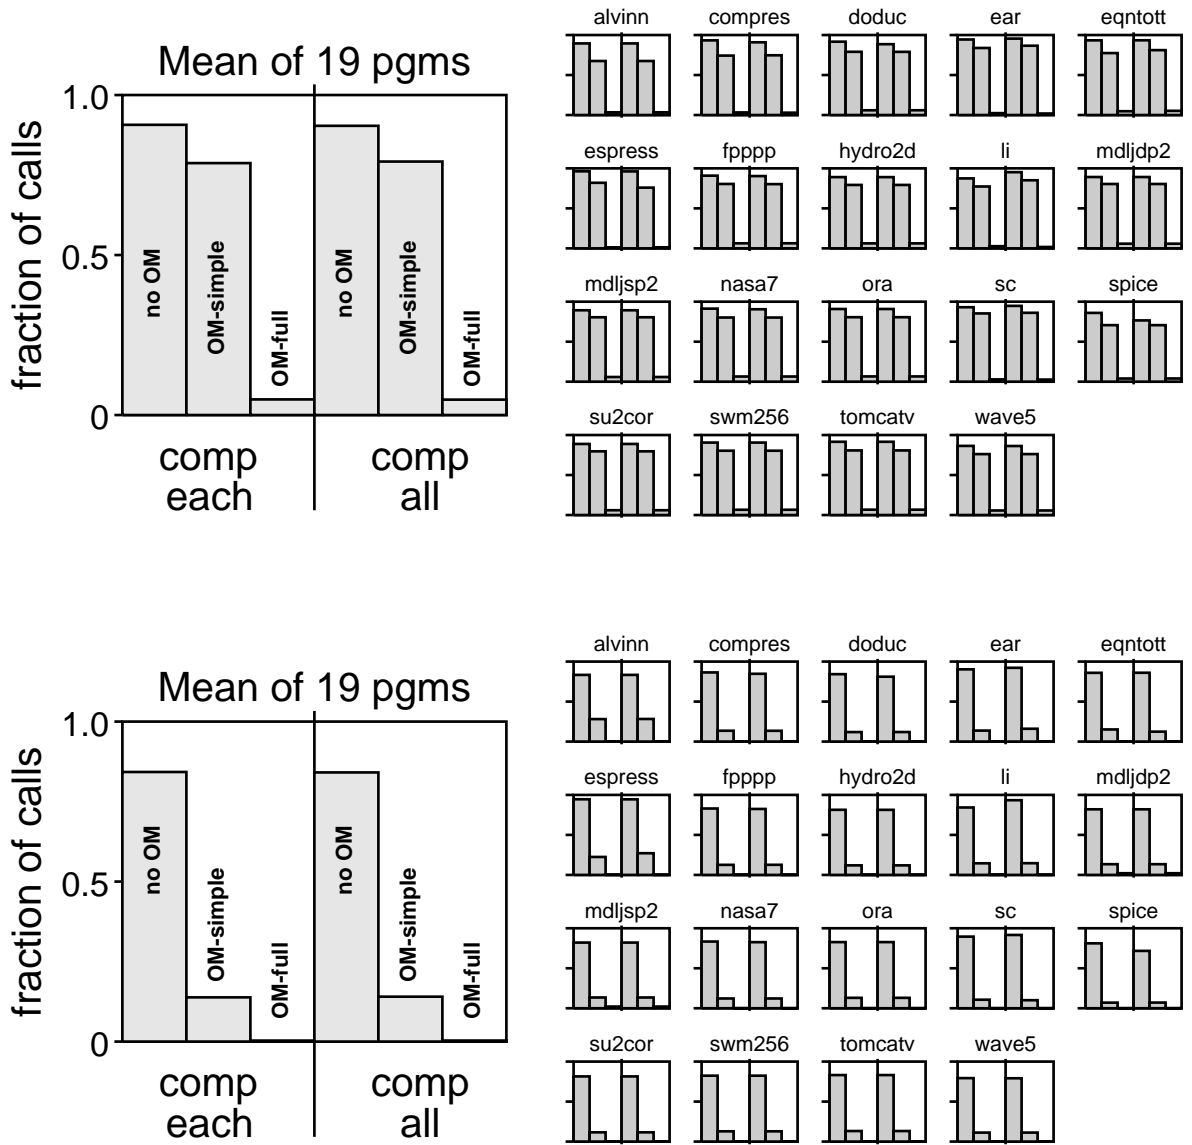 Mean of 19 pgms
fraction of calls
1.0
0.5
0
no OM
OM-simple
OM-full
no OM
OM-simple
OM-full
comp
each
comp
all
alvinn compres doduc ear eqntott
espress fpppp hydro2d li mdljdp2
mdljsp2 nasa7 ora sc spice
su2cor swm256 tomcatv wave5
Mean of 19 pgms
fraction of calls
1.0
0.5
0
no OM
OM-simple
OM-full
no OM
OM-simple
OM-full
comp
each
comp
all
alvinn compres doduc ear eqntott
espress fpppp hydro2d li mdljdp2
mdljsp2 nasa7 ora sc spice
su2cor swm256 tomcatv wave5